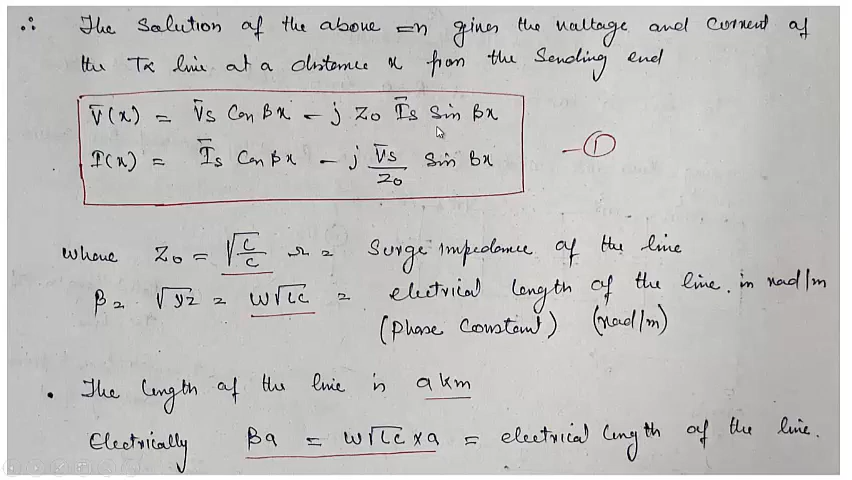 ∴ The Solution of the above =n gives the voltage and current of
the Tx line at a distance x from the Sending end
V̄(x) = V̄s Cos βx - j Z0 Īs Sin βx
I(x) = Īs Cos βx - j V̄s/Z0 Sin βx
- ①
where Z0 = √(L/C) Ω = Surge impedance of the line
β = √yz = ω√LC = electrical length of the line. in rad/m
(Phase Constant) (rad/m)
• The length of the line is a km
Electrically βa = ω√LC × a = electrical length of the line.